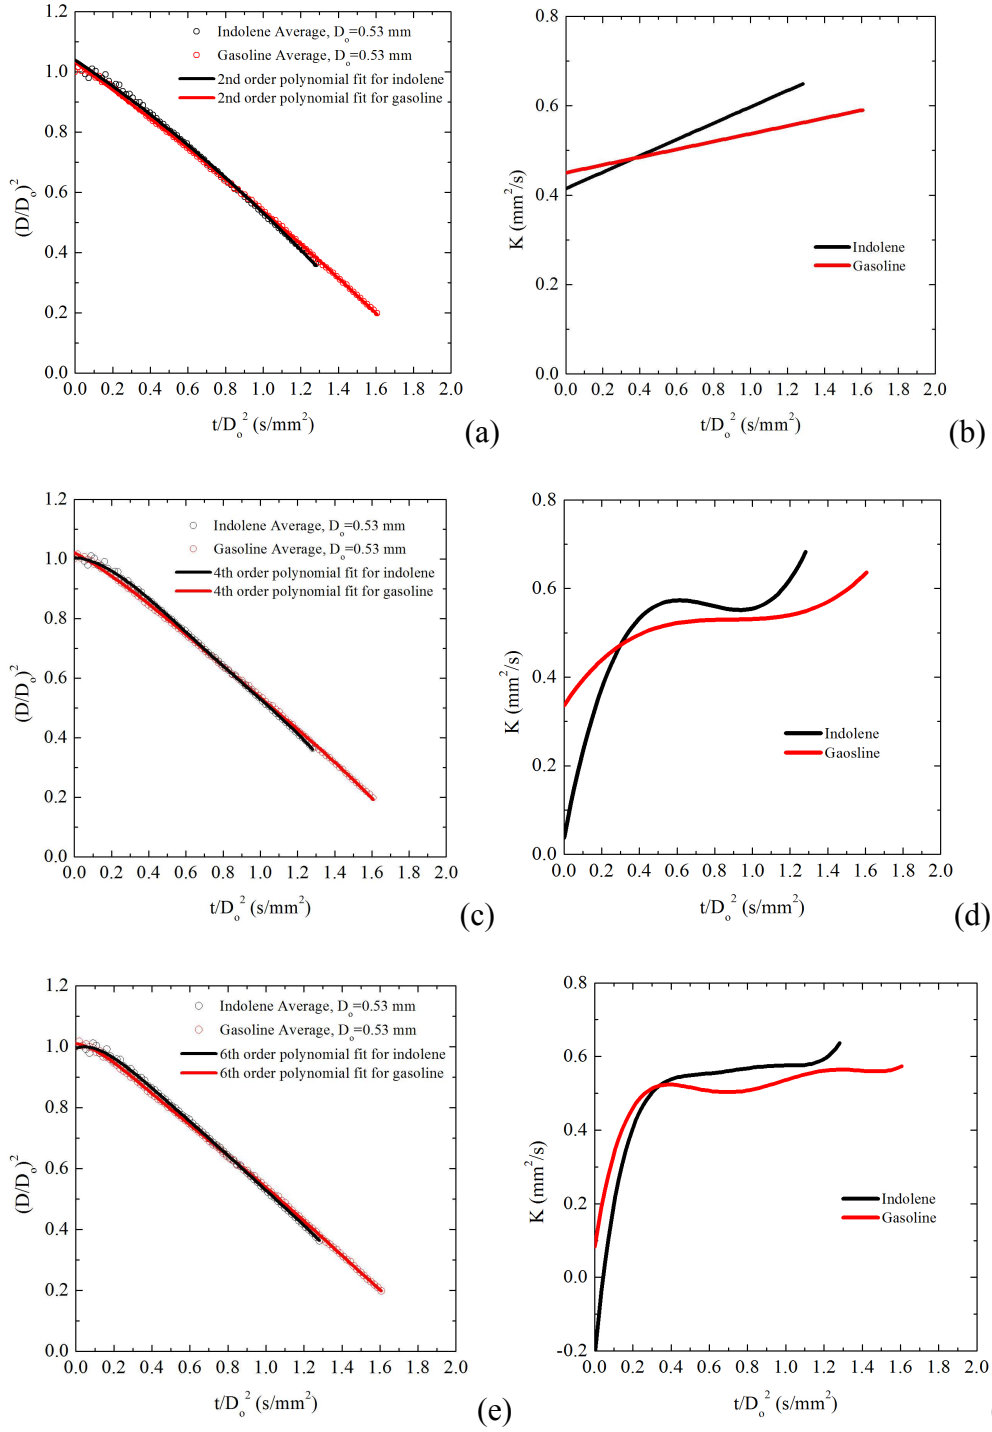 1.2
1.0
0.8
0.6
0.4
0.2
0.0
(D/D_o)^2
Indolene Average, D_o=0.53 mm
Gasoline Average, D_o=0.53 mm
2nd order polynomial fit for indolene
2nd order polynomial fit for gasoline
0.0 0.2 0.4 0.6 0.8 1.0 1.2 1.4 1.6 1.8 2.0
t/D_o^2 (s/mm^2)
(a)
0.8
0.6
0.4
0.2
0.0
K (mm^2/s)
Indolene
Gasoline
0.0 0.2 0.4 0.6 0.8 1.0 1.2 1.4 1.6 1.8 2.0
t/D_o^2 (s/mm^2)
(b)
1.2
1.0
0.8
0.6
0.4
0.2
0.0
(D/D_o)^2
Indolene Average, D_o=0.53 mm
Gasoline Average, D_o=0.53 mm
4th order polynomial fit for indolene
4th order polynomial fit for gasoline
0.0 0.2 0.4 0.6 0.8 1.0 1.2 1.4 1.6 1.8 2.0
t/D_o^2 (s/mm^2)
(c)
0.8
0.6
0.4
0.2
0.0
K (mm^2/s)
Indolene
Gaosline
0.0 0.2 0.4 0.6 0.8 1.0 1.2 1.4 1.6 1.8 2.0
t/D_o^2 (s/mm^2)
(d)
1.2
1.0
0.8
0.6
0.4
0.2
0.0
(D/D_o)^2
Indolene Average, D_o=0.53 mm
Gasoline Average, D_o=0.53 mm
6th order polynomial fit for indolene
6th order polynomial fit for gasoline
0.0 0.2 0.4 0.6 0.8 1.0 1.2 1.4 1.6 1.8 2.0
t/D_o^2 (s/mm^2)
(e)
0.8
0.6
0.4
0.2
0.0
-0.2
K (mm^2/s)
Indolene
Gasoline
0.0 0.2 0.4 0.6 0.8 1.0 1.2 1.4 1.6 1.8 2.0
t/D_o^2 (s/mm^2)